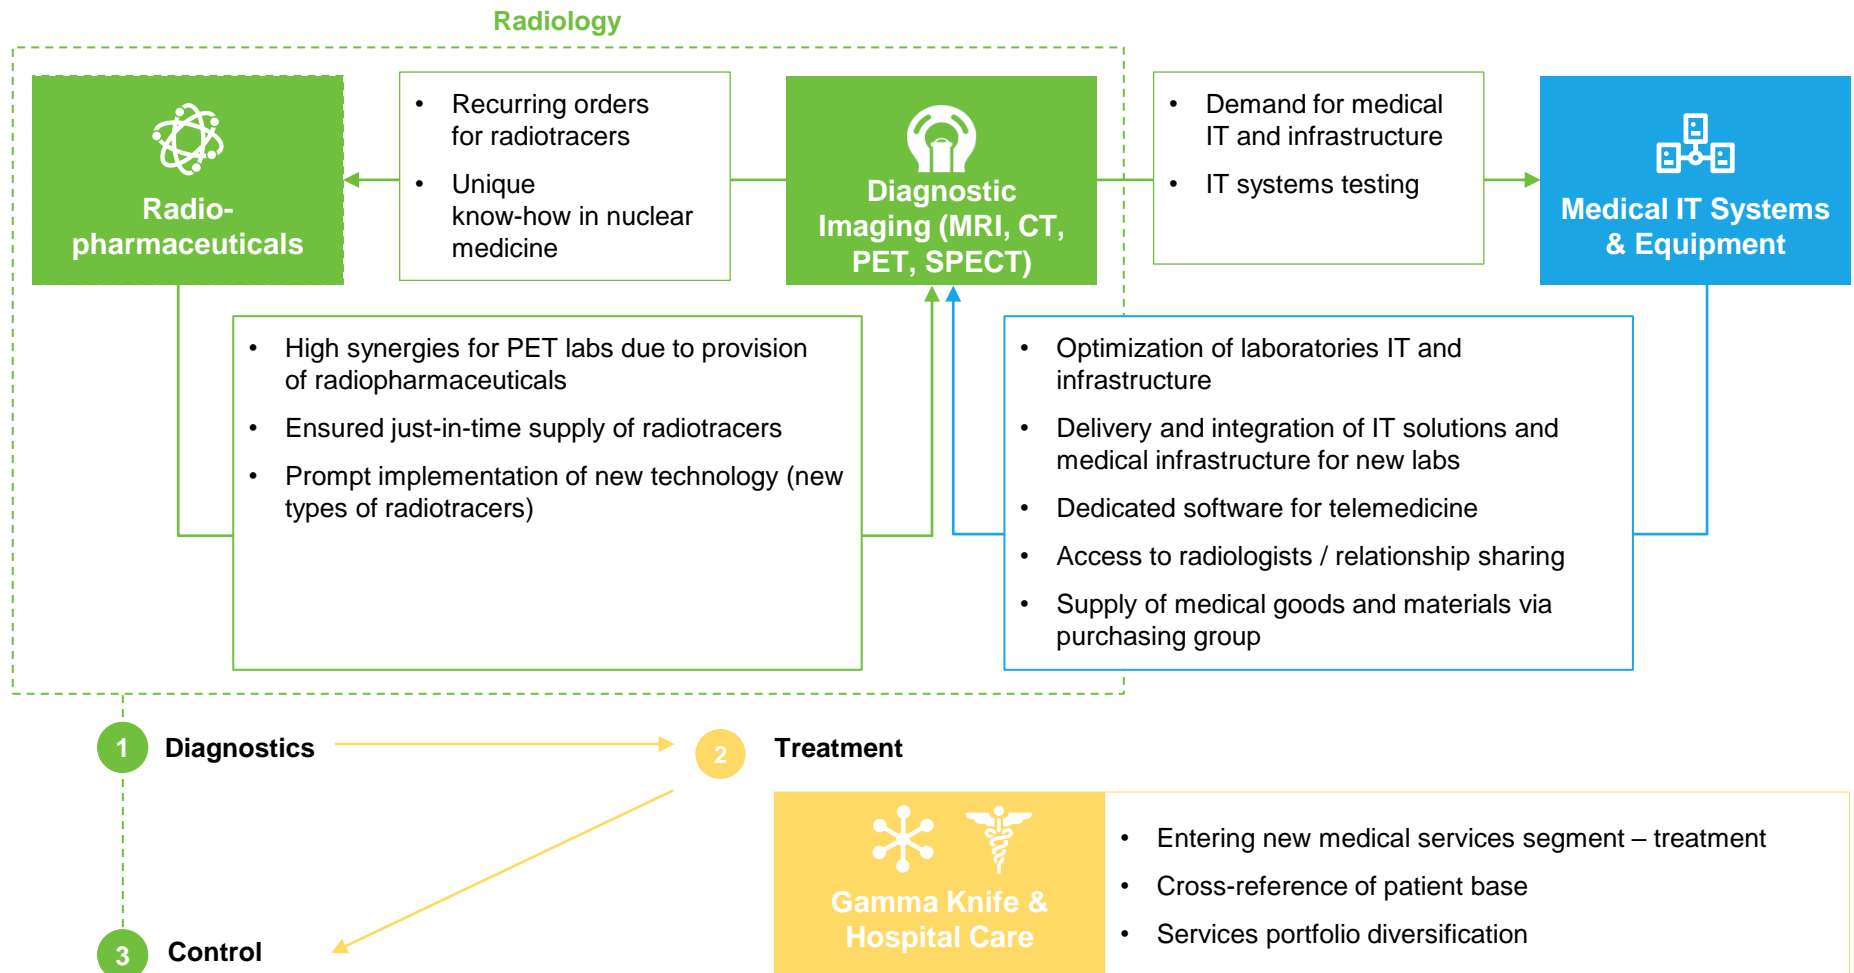 Radiology
Radio-
pharmaceuticals
• Recurring orders
for radiotracers
• Unique
know-how in nuclear
medicine
Diagnostic
Imaging (MRI, CT,
PET, SPECT)
• Demand for medical
IT and infrastructure
• IT systems testing
Medical IT Systems
& Equipment
• High synergies for PET labs due to provision
of radiopharmaceuticals
• Ensured just-in-time supply of radiotracers
• Prompt implementation of new technology (new
types of radiotracers)
• Optimization of laboratories IT and
infrastructure
• Delivery and integration of IT solutions and
medical infrastructure for new labs
• Dedicated software for telemedicine
• Access to radiologists / relationship sharing
• Supply of medical goods and materials via
purchasing group
1 Diagnostics
2 Treatment
Gamma Knife &
Hospital Care
• Entering new medical services segment – treatment
• Cross-reference of patient base
• Services portfolio diversification
3 Control